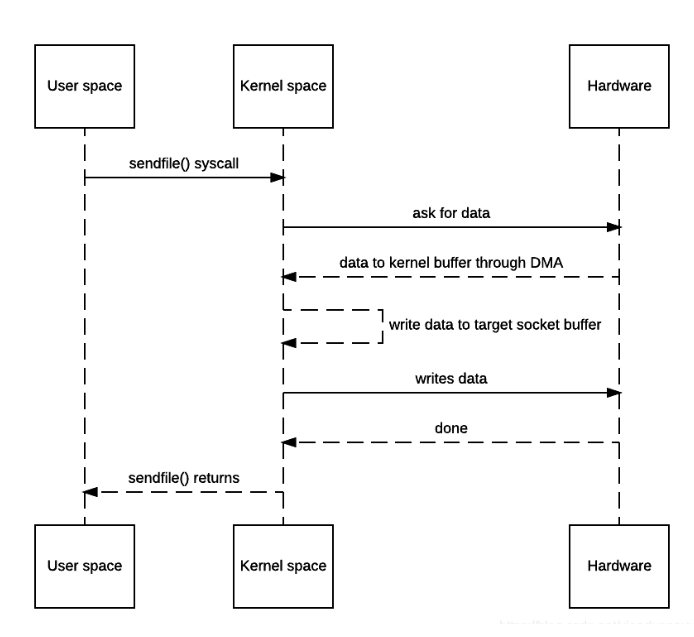 User space
Kernel space
Hardware
sendfile() syscall
ask for data
data to kernel buffer through DMA
write data to target socket buffer
writes data
done
sendfile() returns
User space
Kernel space
Hardware